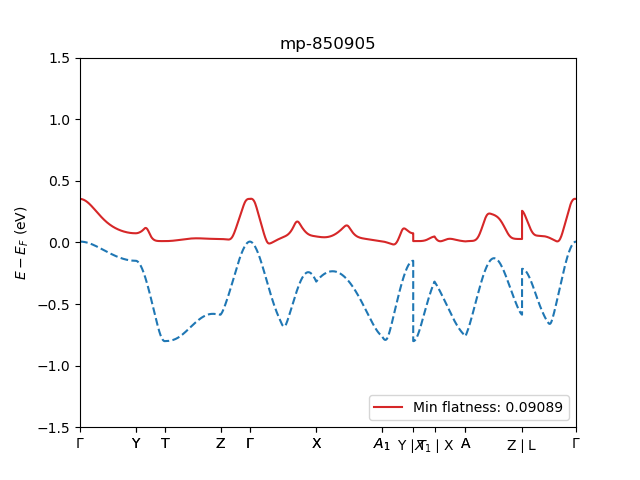 mp-850905
1.5
1.0
0.5
0.0
−0.5
−1.0
−1.5
E − E_F (eV)
Min flatness: 0.09089
Γ Y T Z Γ X A₁ Y | T₁ | X A Z | L Γ